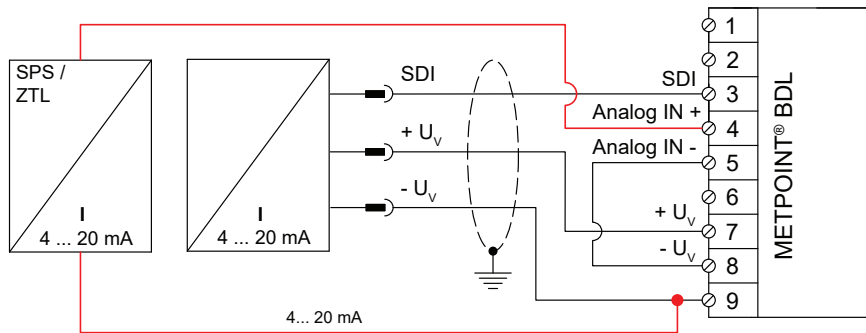 SPS /
ZTL
I
4 ... 20 mA
I
4 ... 20 mA
SDI
+ Uᵥ
- Uᵥ
4... 20 mA
SDI
Analog IN +
Analog IN -
+ Uᵥ
- Uᵥ
1
2
3
4
5
6
7
8
9
METPOINT® BDL